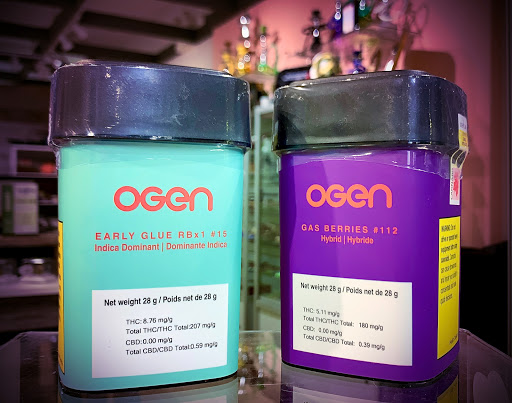 OGEN
EARLY GLUE RBx1 #15
Indica Dominant | Dominante Indica
Net weight 28 g / Poids net de 28 g
THC: 8.76 mg/g
Total THC/THC Total:207 mg/g
CBD:0.00 mg/g
Total CBD/CBD Total:0.59 mg/g
OGEN
GAS BERRIES #112
Hybrid | Hybride
Net weight 28 g / Poids net de 28 g
THC: 5.11 mg/g
Total THC/THC Total: 180 mg/g
CBD: 0.00 mg/g
Total CBD/CBD Total: 0.39 mg/g